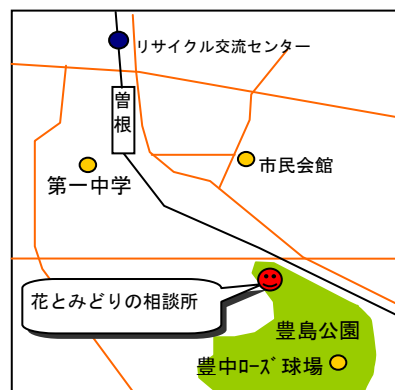 リサイクル交流センター
曽根
市民会館
第一中学
花とみどりの相談所
豊島公園
豊中ﾛｰｽﾞ球場